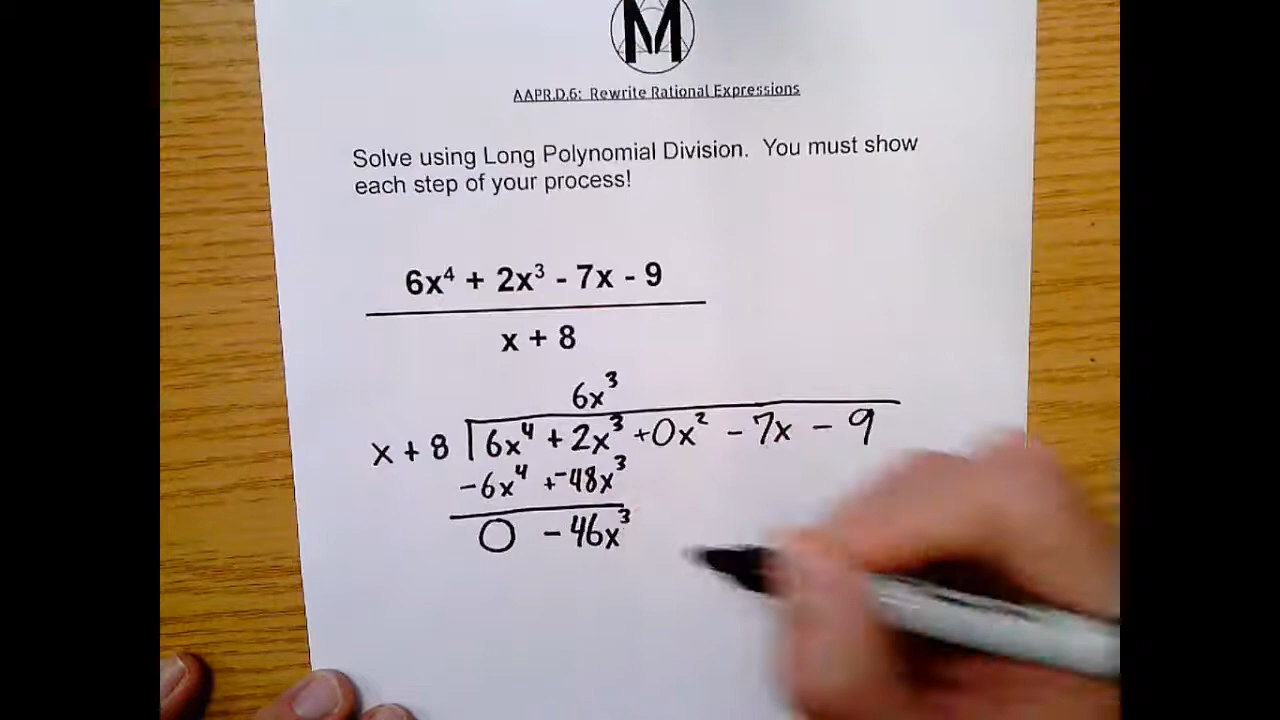 M
AAPR.D.6: Rewrite Rational Expressions
Solve using Long Polynomial Division. You must show
each step of your process!
6x⁴ + 2x³ - 7x - 9
x + 8
6x³
x + 8 6x⁴ + 2x³ + 0x² - 7x - 9
-6x⁴ + -48x³
0 - 46x³